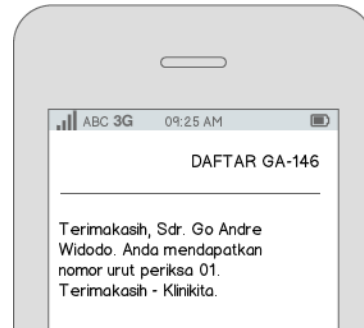 ABC 3G 09:25 AM
DAFTAR GA-146
Terimakasih, Sdr. Go Andre
Widodo. Anda mendapatkan
nomor urut periksa 01.
Terimakasih - Klinikita.